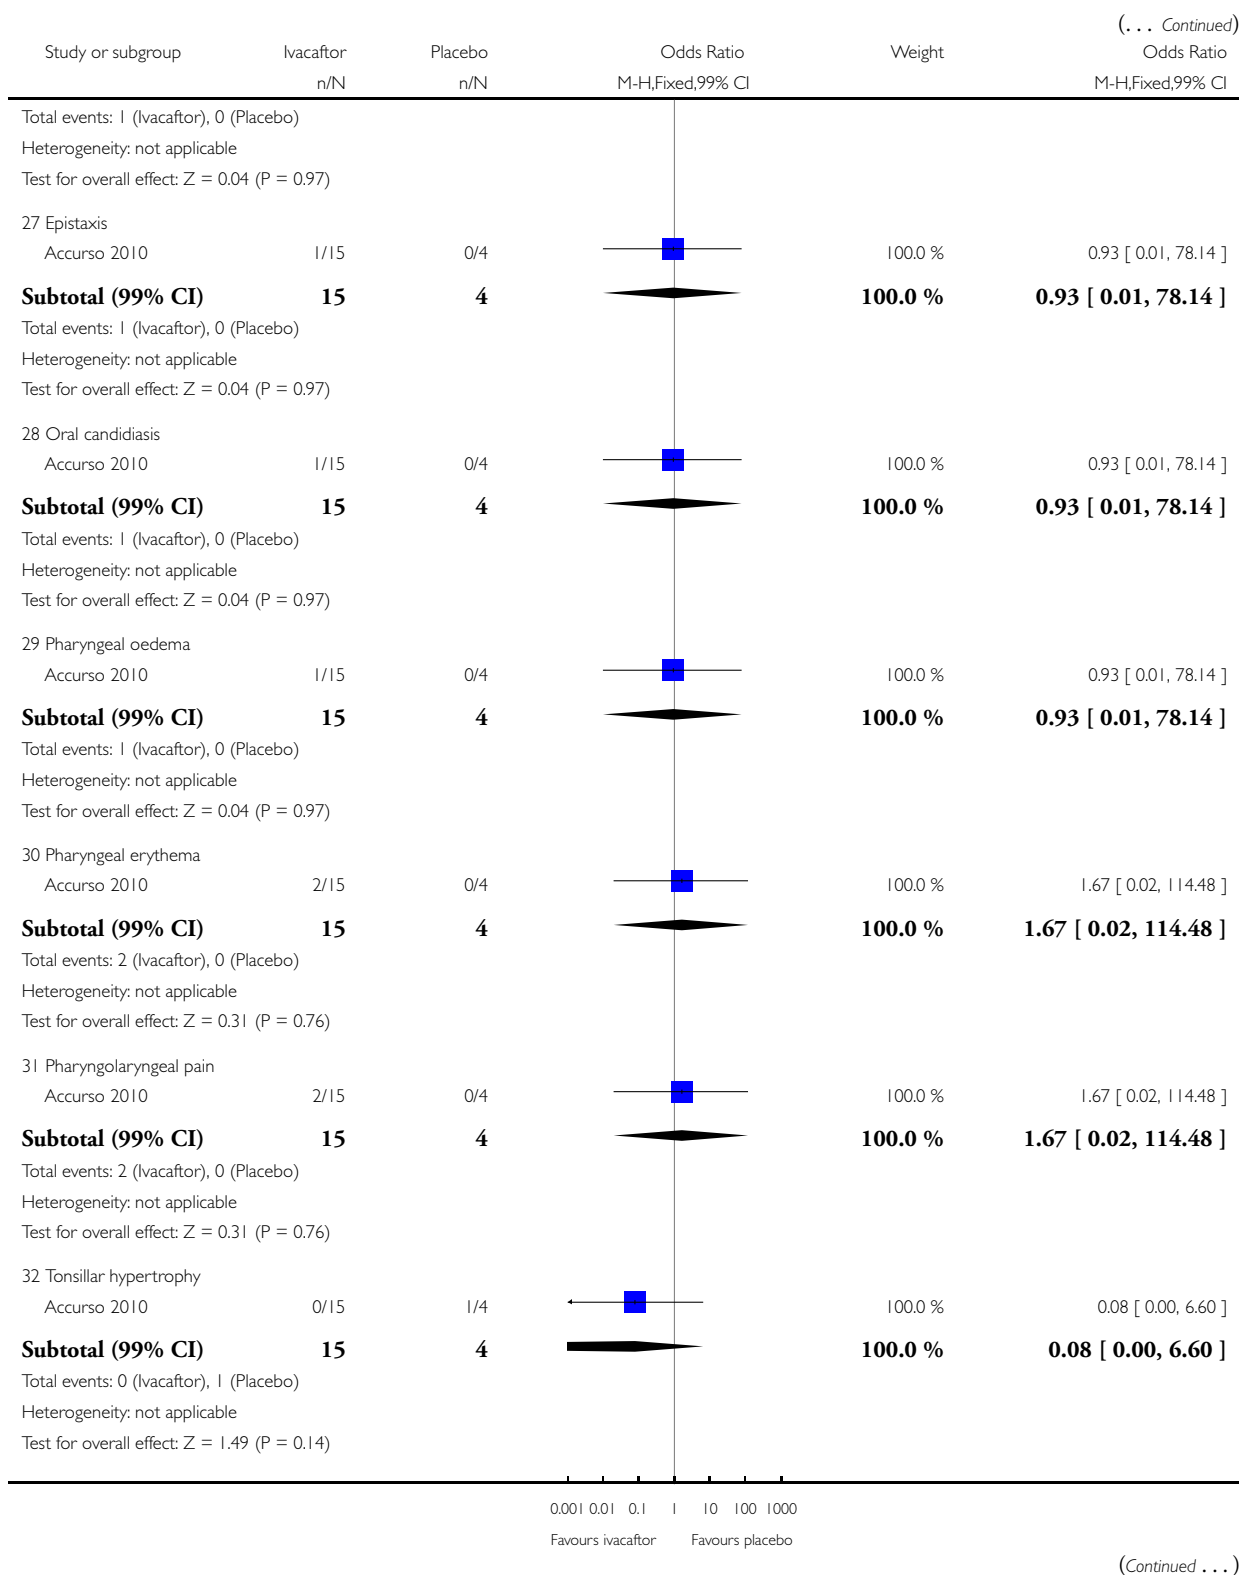 (. . . Continued)
Study or subgroup Ivacaftor Placebo Odds Ratio Weight Odds Ratio
n/N n/N M-H,Fixed,99% CI M-H,Fixed,99% CI
Total events: 1 (Ivacaftor), 0 (Placebo)
Heterogeneity: not applicable
Test for overall effect: Z = 0.04 (P = 0.97)
27 Epistaxis
Accurso 2010 1/15 0/4 100.0 % 0.93 [ 0.01, 78.14 ]
Subtotal (99% CI) 15 4 100.0 % 0.93 [ 0.01, 78.14 ]
Total events: 1 (Ivacaftor), 0 (Placebo)
Heterogeneity: not applicable
Test for overall effect: Z = 0.04 (P = 0.97)
28 Oral candidiasis
Accurso 2010 1/15 0/4 100.0 % 0.93 [ 0.01, 78.14 ]
Subtotal (99% CI) 15 4 100.0 % 0.93 [ 0.01, 78.14 ]
Total events: 1 (Ivacaftor), 0 (Placebo)
Heterogeneity: not applicable
Test for overall effect: Z = 0.04 (P = 0.97)
29 Pharyngeal oedema
Accurso 2010 1/15 0/4 100.0 % 0.93 [ 0.01, 78.14 ]
Subtotal (99% CI) 15 4 100.0 % 0.93 [ 0.01, 78.14 ]
Total events: 1 (Ivacaftor), 0 (Placebo)
Heterogeneity: not applicable
Test for overall effect: Z = 0.04 (P = 0.97)
30 Pharyngeal erythema
Accurso 2010 2/15 0/4 100.0 % 1.67 [ 0.02, 114.48 ]
Subtotal (99% CI) 15 4 100.0 % 1.67 [ 0.02, 114.48 ]
Total events: 2 (Ivacaftor), 0 (Placebo)
Heterogeneity: not applicable
Test for overall effect: Z = 0.31 (P = 0.76)
31 Pharyngolaryngeal pain
Accurso 2010 2/15 0/4 100.0 % 1.67 [ 0.02, 114.48 ]
Subtotal (99% CI) 15 4 100.0 % 1.67 [ 0.02, 114.48 ]
Total events: 2 (Ivacaftor), 0 (Placebo)
Heterogeneity: not applicable
Test for overall effect: Z = 0.31 (P = 0.76)
32 Tonsillar hypertrophy
Accurso 2010 0/15 1/4 100.0 % 0.08 [ 0.00, 6.60 ]
Subtotal (99% CI) 15 4 100.0 % 0.08 [ 0.00, 6.60 ]
Total events: 0 (Ivacaftor), 1 (Placebo)
Heterogeneity: not applicable
Test for overall effect: Z = 1.49 (P = 0.14)
0.001 0.01 0.1 1 10 100 1000
Favours ivacaftor Favours placebo
(Continued . . . )